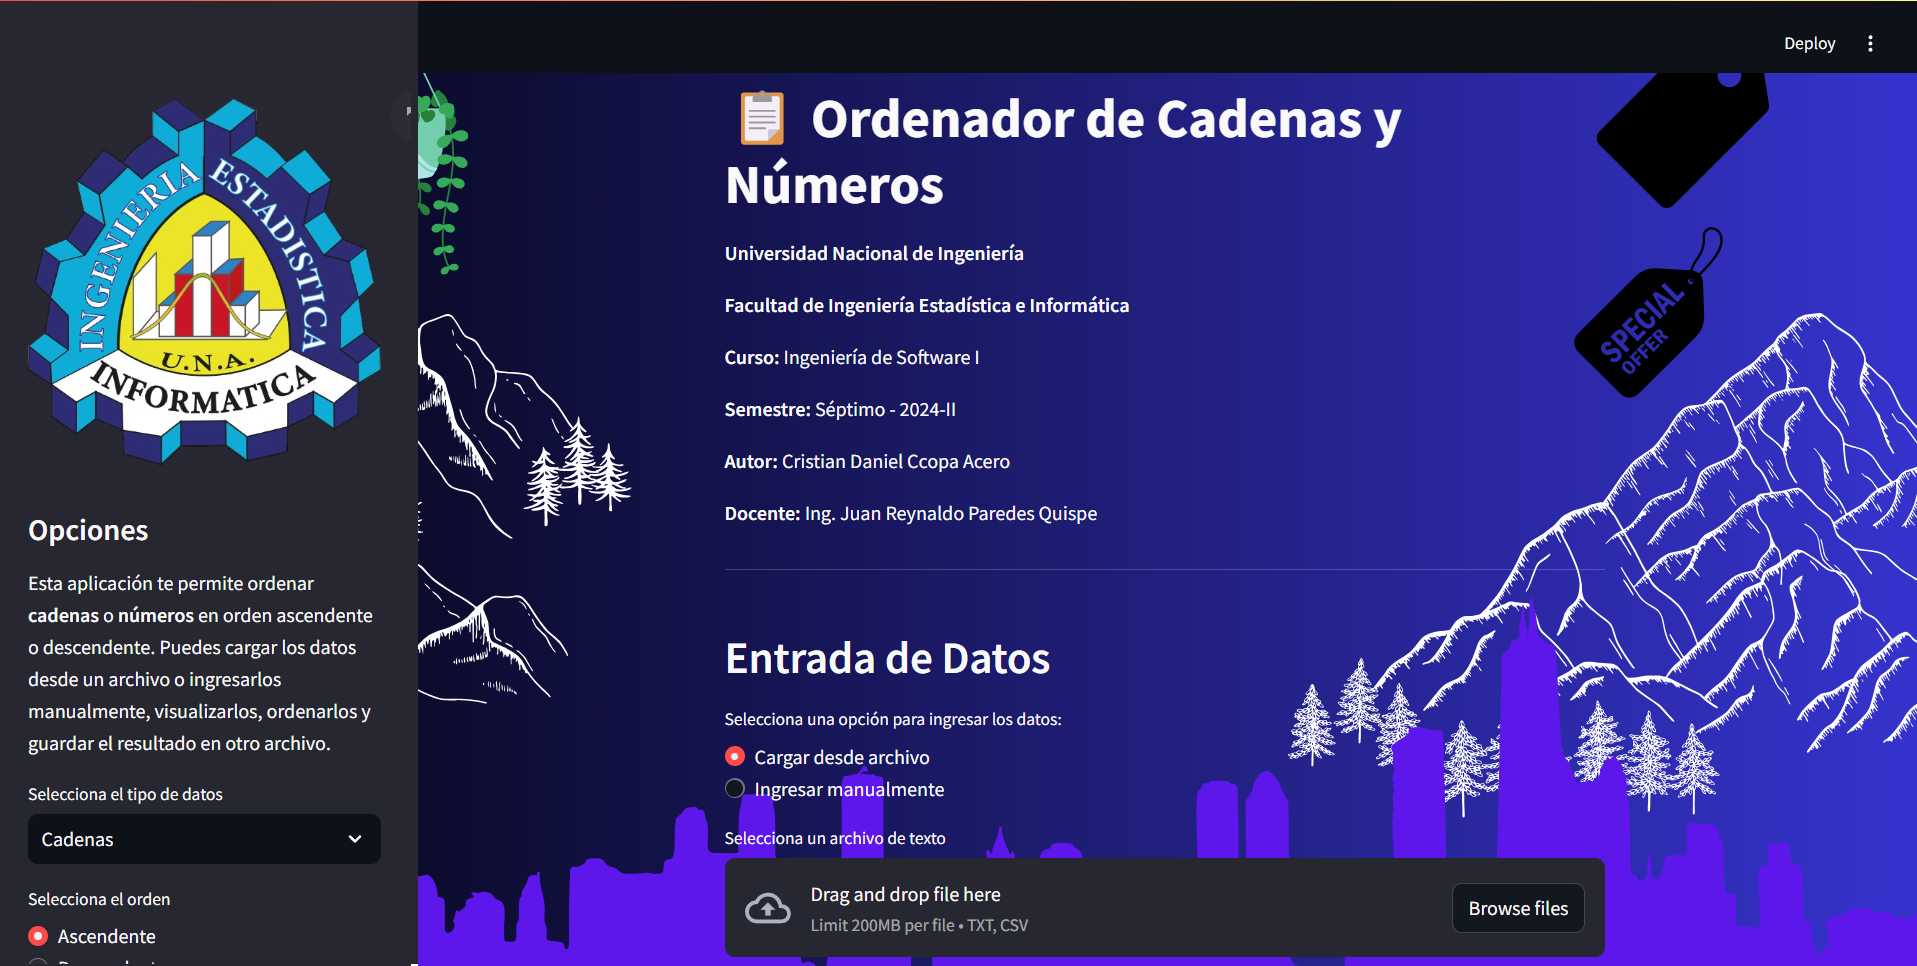 Deploy
INGENIERIA
ESTADISTICA
U.N.A.
INFORMATICA
Opciones
Esta aplicación te permite ordenar
cadenas o números en orden ascendente
o descendente. Puedes cargar los datos
desde un archivo o ingresarlos
manualmente, visualizarlos, ordenarlos y
guardar el resultado en otro archivo.
Selecciona el tipo de datos
Cadenas
Selecciona el orden
Ascendente
Ordenador de Cadenas y
Números
Universidad Nacional de Ingeniería
Facultad de Ingeniería Estadística e Informática
Curso: Ingeniería de Software I
Semestre: Séptimo - 2024-II
Autor: Cristian Daniel Ccopa Acero
Docente: Ing. Juan Reynaldo Paredes Quispe
SPECIAL
OFFER
Entrada de Datos
Selecciona una opción para ingresar los datos:
Cargar desde archivo
Ingresar manualmente
Selecciona un archivo de texto
Drag and drop file here
Limit 200MB per file • TXT, CSV
Browse files